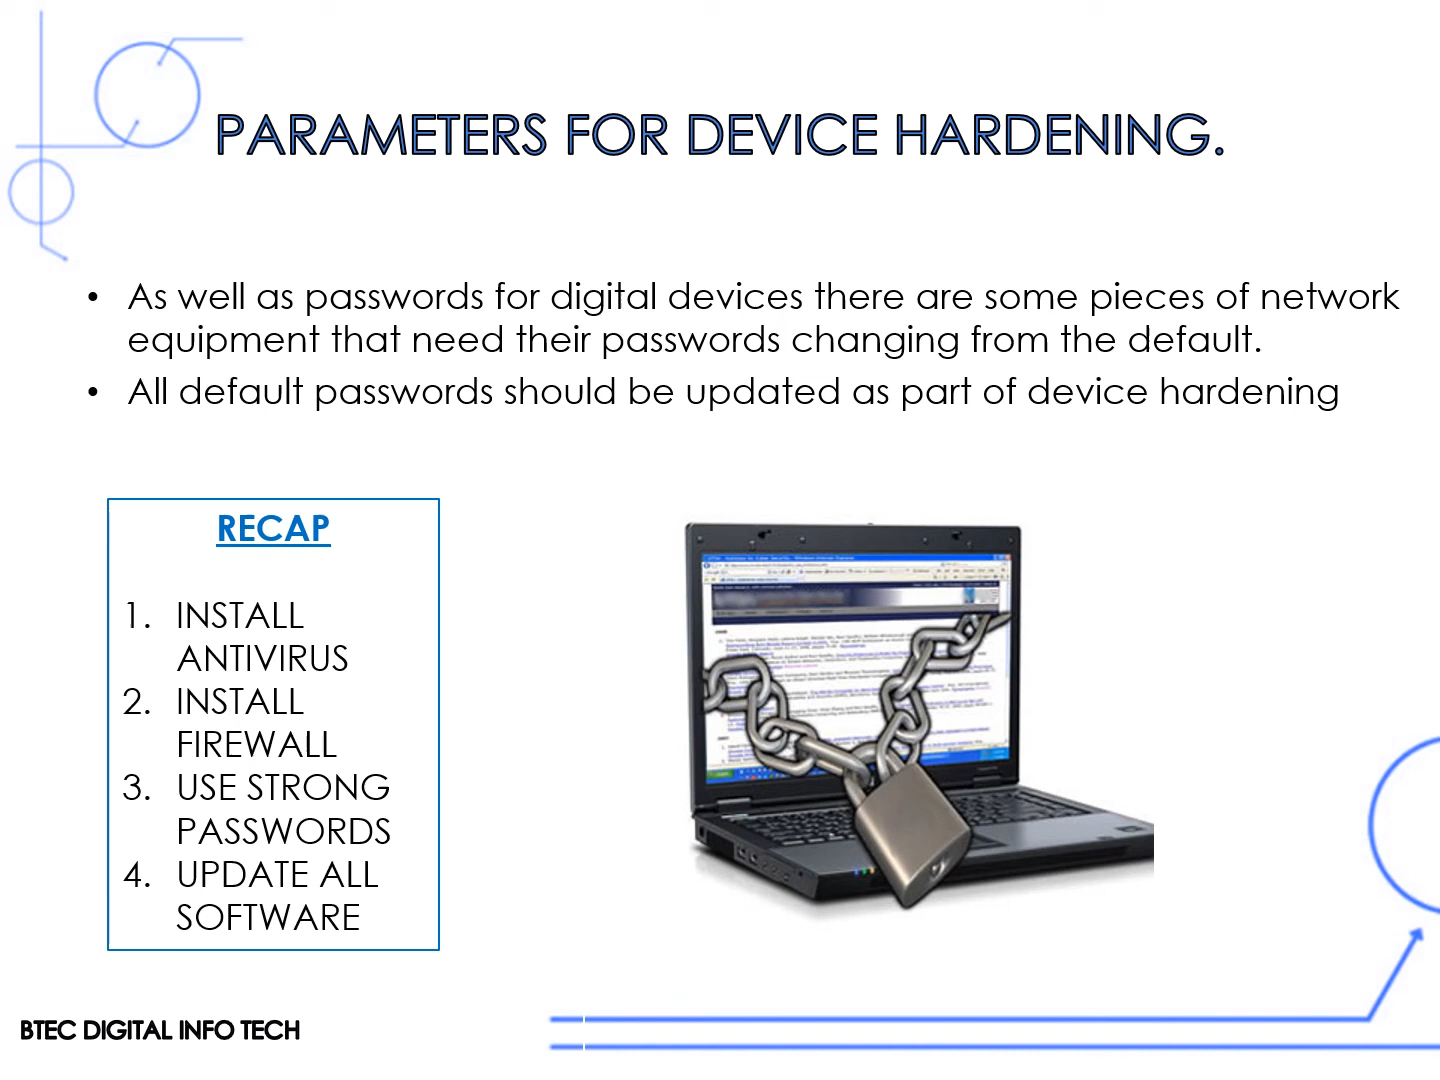 PARAMETERS FOR DEVICE HARDENING.
• As well as passwords for digital devices there are some pieces of network
equipment that need their passwords changing from the default.
• All default passwords should be updated as part of device hardening
RECAP
1. INSTALL
ANTIVIRUS
2. INSTALL
FIREWALL
3. USE STRONG
PASSWORDS
4. UPDATE ALL
SOFTWARE
BTEC DIGITAL INFO TECH